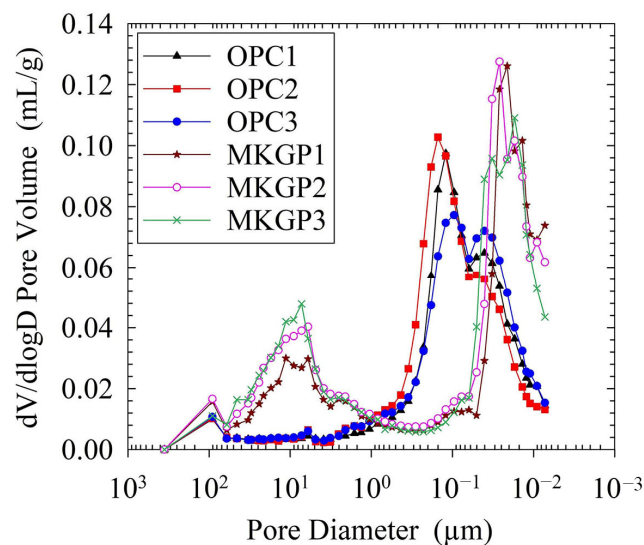 0.14
0.12
0.10
0.08
0.06
0.04
0.02
0.00
dV/dlogD Pore Volume (mL/g)
OPC1
OPC2
OPC3
MKGP1
MKGP2
MKGP3
10³ 10² 10¹ 10⁰ 10⁻¹ 10⁻² 10⁻³
Pore Diameter (µm)